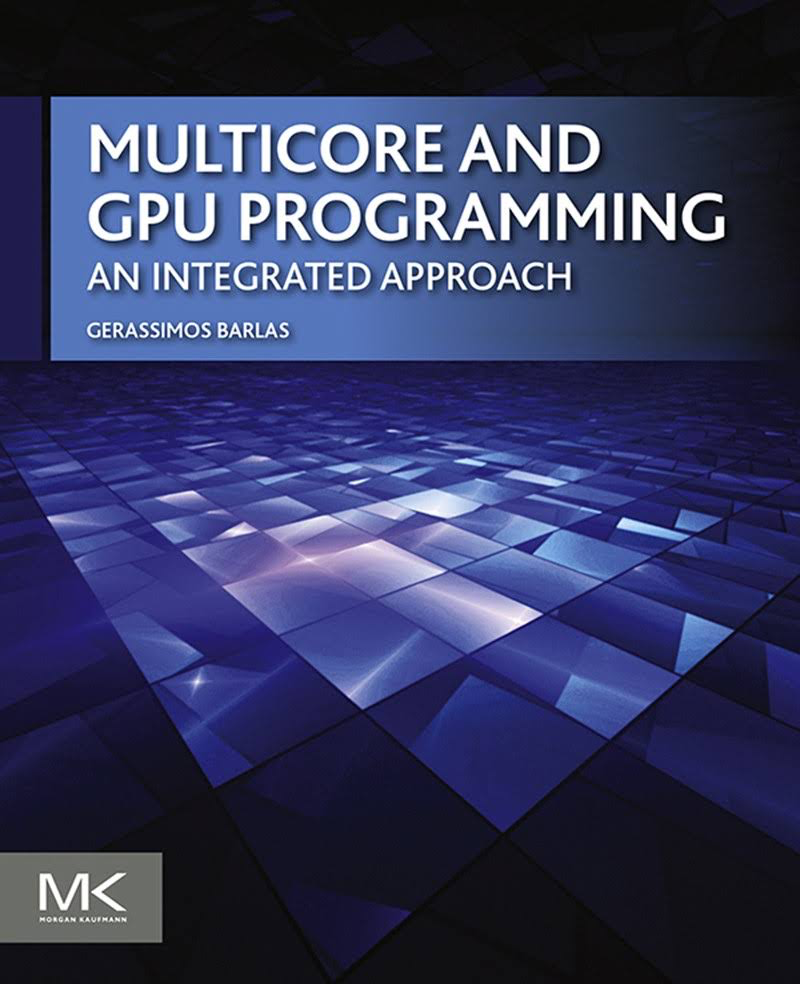 MULTICORE AND
GPU PROGRAMMING
AN INTEGRATED APPROACH
GERASSIMOS BARLAS
MK
MORGAN KAUFMANN